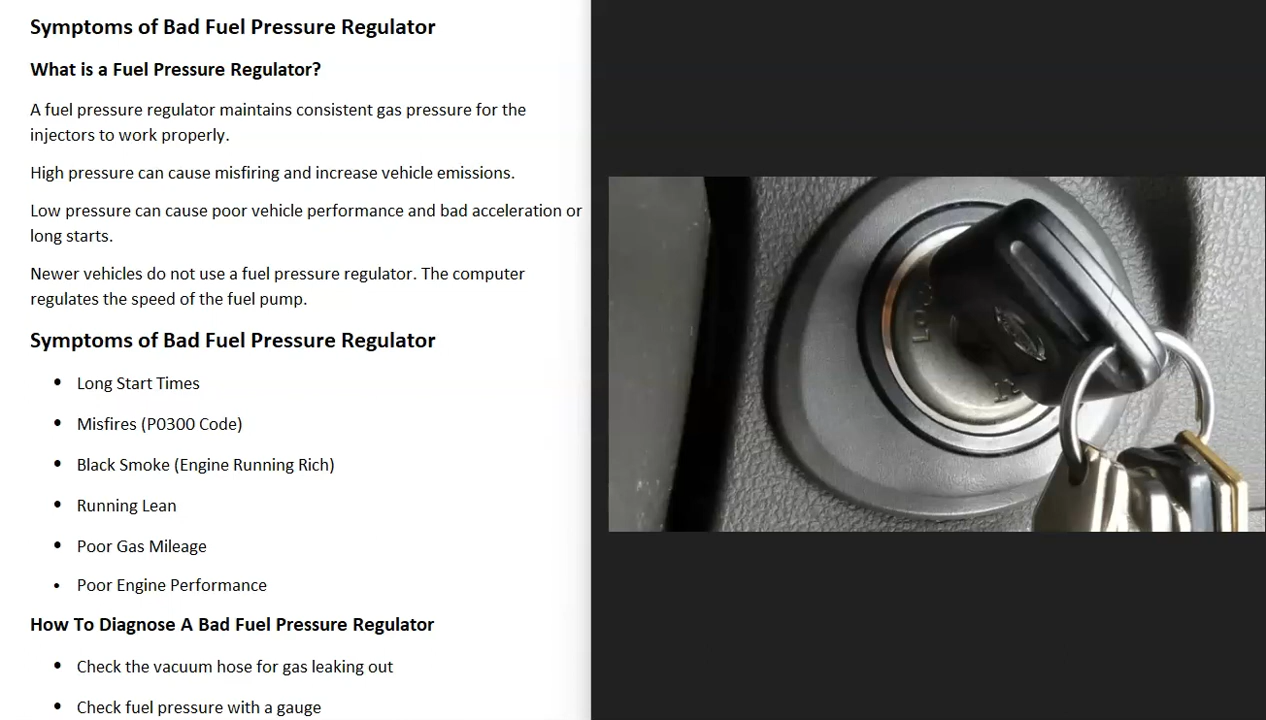 Symptoms of Bad Fuel Pressure Regulator
What is a Fuel Pressure Regulator?
A fuel pressure regulator maintains consistent gas pressure for the
injectors to work properly.
High pressure can cause misfiring and increase vehicle emissions.
Low pressure can cause poor vehicle performance and bad acceleration or
long starts.
Newer vehicles do not use a fuel pressure regulator. The computer
regulates the speed of the fuel pump.
Symptoms of Bad Fuel Pressure Regulator
• Long Start Times
• Misfires (P0300 Code)
• Black Smoke (Engine Running Rich)
• Running Lean
• Poor Gas Mileage
• Poor Engine Performance
How To Diagnose A Bad Fuel Pressure Regulator
• Check the vacuum hose for gas leaking out
• Check fuel pressure with a gauge